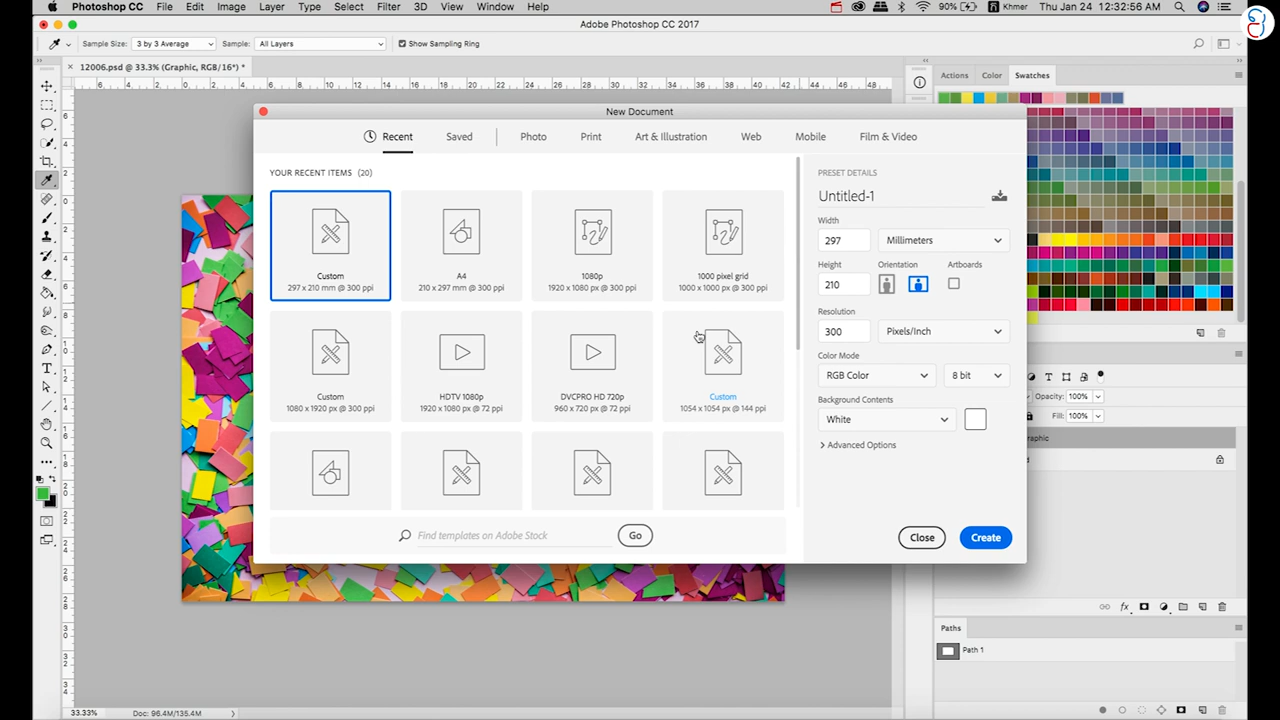 Photoshop CC File Edit Image Layer Type Select Filter 3D View Window Help 90% Khmer Thu Jan 24 12:32:56 AM
Adobe Photoshop CC 2017
Sample Size: 3 by 3 Average Sample: All Layers Show Sampling Ring
× 12006.psd @ 33.3% (Graphic, RGB/16*) *
Actions Color Swatches
New Document
Recent Saved Photo Print Art & Illustration Web Mobile Film & Video
YOUR RECENT ITEMS (20)
Custom
297 x 210 mm @ 300 ppi
A4
210 x 297 mm @ 300 ppi
1080p
1920 x 1080 px @ 300 ppi
1000 pixel grid
1000 x 1000 px @ 300 ppi
Custom
1080 x 1920 px @ 300 ppi
HDTV 1080p
1920 x 1080 px @ 72 ppi
DVCPRO HD 720p
960 x 720 px @ 72 ppi
Custom
1054 x 1054 px @ 144 ppi
Find templates on Adobe Stock Go
PRESET DETAILS
Untitled-1
Width
297 Millimeters
Height Orientation Artboards
210
Resolution
300 Pixels/Inch
Color Mode
RGB Color 8 bit
Background Contents
White
Advanced Options
Close Create
Opacity: 100%
Fill: 100%
Paths
Path 1
33.33% Doc: 96.4M/135.4M